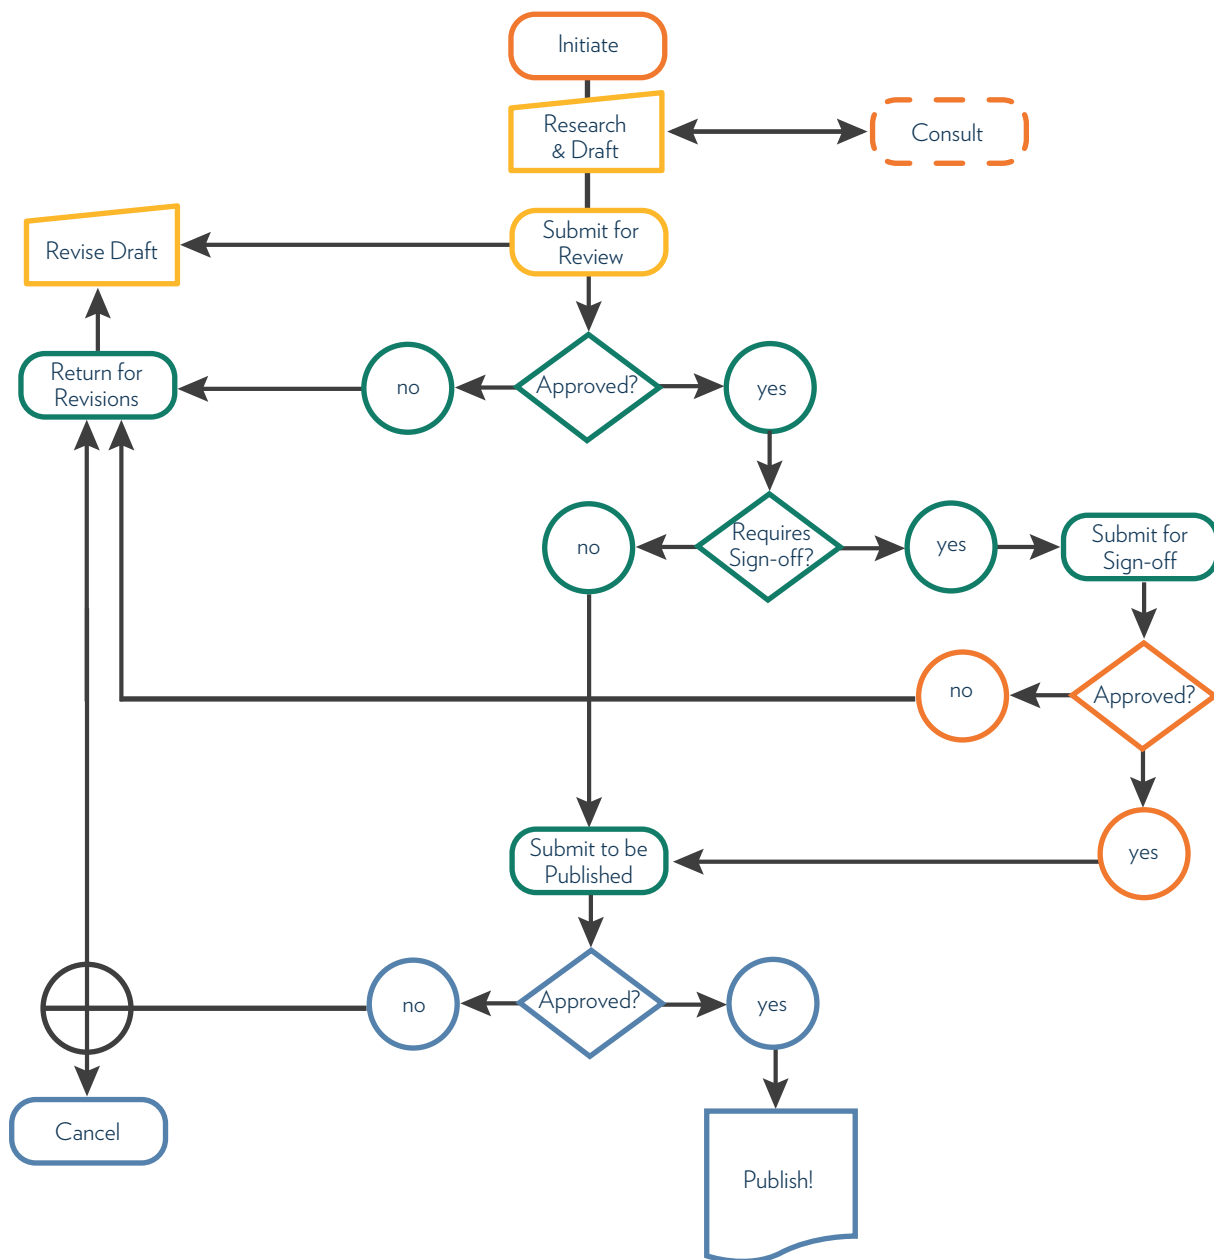 Initiate
Research
& Draft
Consult
Submit for
Review
Revise Draft
Return for
Revisions
no
Approved?
yes
no
Requires
Sign-off?
yes
Submit for
Sign-off
no
Approved?
yes
Submit to be
Published
no
Approved?
yes
Cancel
Publish!